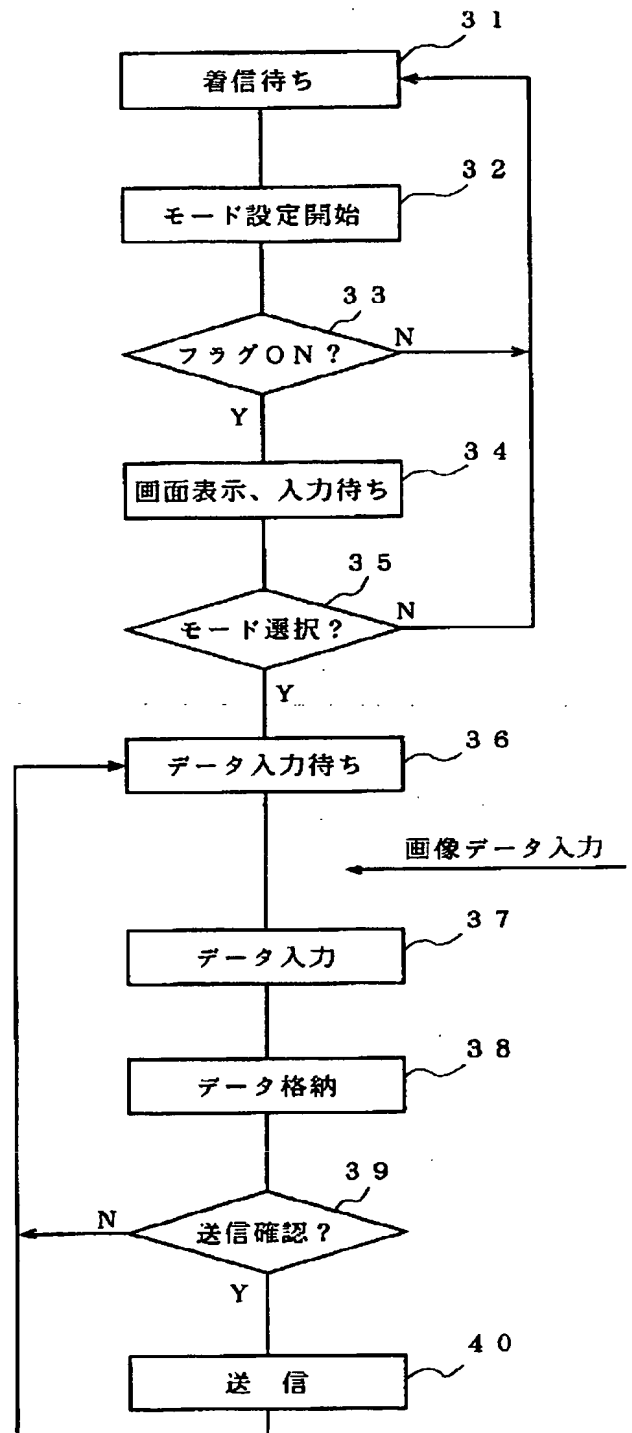 ３１
着信待ち
３２
モード設定開始
３３
フラグＯＮ？
N
Y
３４
画面表示、入力待ち
３５
モード選択？
N
Y
３６
データ入力待ち
画像データ入力
３７
データ入力
３８
データ格納
３９
送信確認？
N
Y
４０
送　信